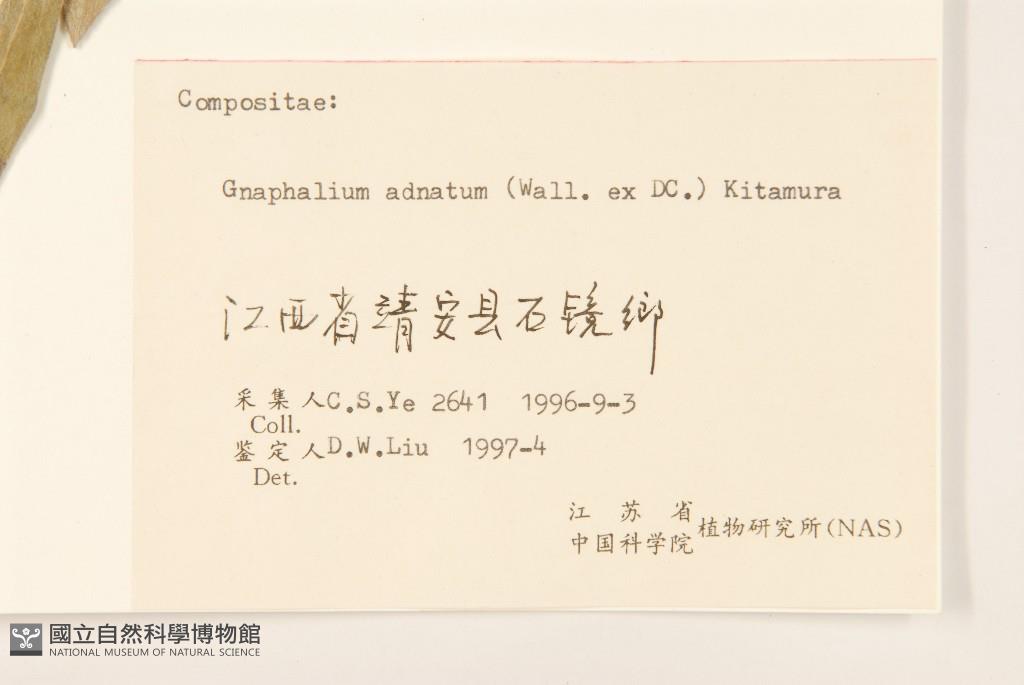 Compositae:
Gnaphalium adnatum (Wall. ex DC.) Kitamura
江西省靖安县石镜鄉
采集人C.S.Ye 2641 1996-9-3
Coll.
鉴定人D.W.Liu 1997-4
Det.
江苏省
中国科学院植物研究所(NAS)
國立自然科學博物館
NATIONAL MUSEUM OF NATURAL SCIENCE